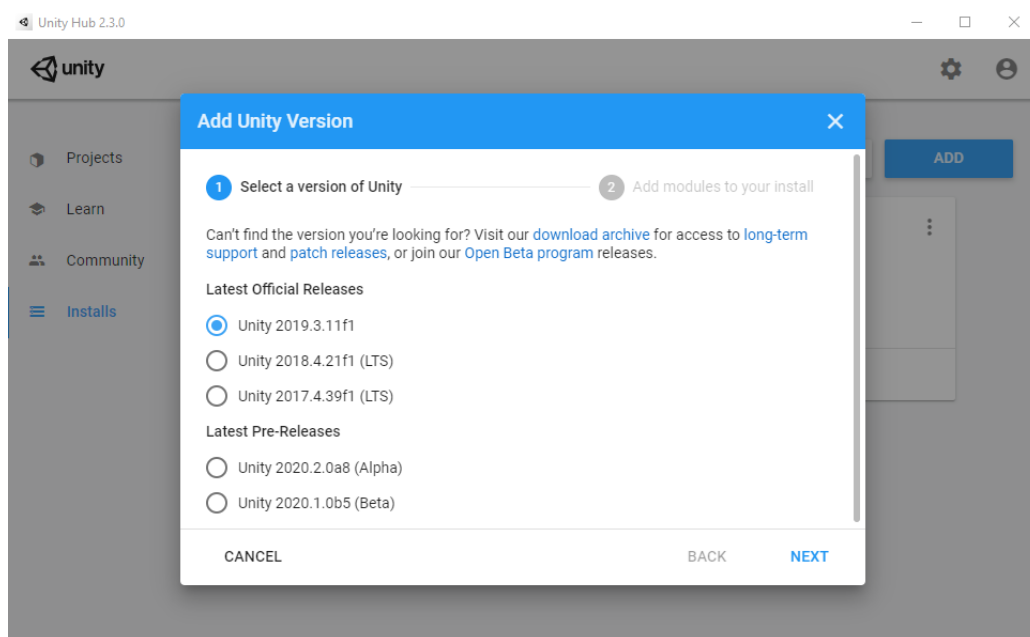 Unity Hub 2.3.0
unity
Add Unity Version
Projects
Learn
Community
Installs
ADD
1 Select a version of Unity
2 Add modules to your install
Can't find the version you're looking for? Visit our download archive for access to long-term
support and patch releases, or join our Open Beta program releases.
Latest Official Releases
Unity 2019.3.11f1
Unity 2018.4.21f1 (LTS)
Unity 2017.4.39f1 (LTS)
Latest Pre-Releases
Unity 2020.2.0a8 (Alpha)
Unity 2020.1.0b5 (Beta)
CANCEL
BACK
NEXT